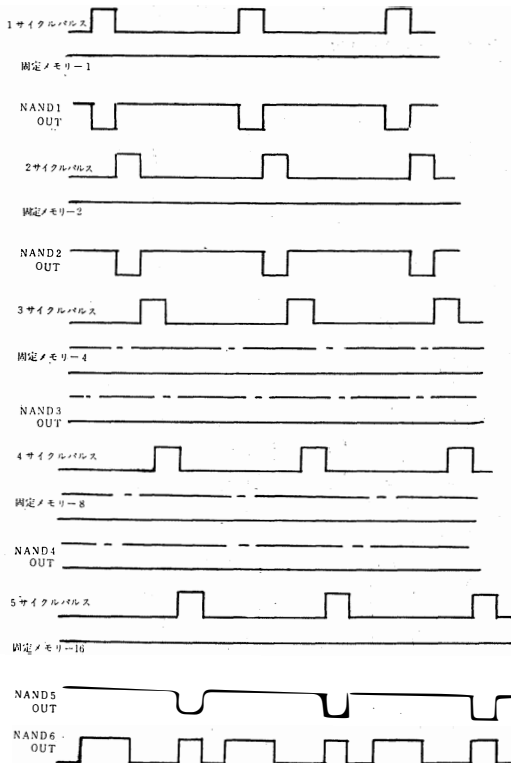 1サイクルパルス
固定メモリー1
NAND1
OUT
2サイクルパルス
固定メモリー2
NAND2
OUT
3サイクルパルス
固定メモリー4
NAND3
OUT
4サイクルパルス
固定メモリー8
NAND4
OUT
5サイクルパルス
固定メモリー16
NAND5
OUT
NAND6
OUT